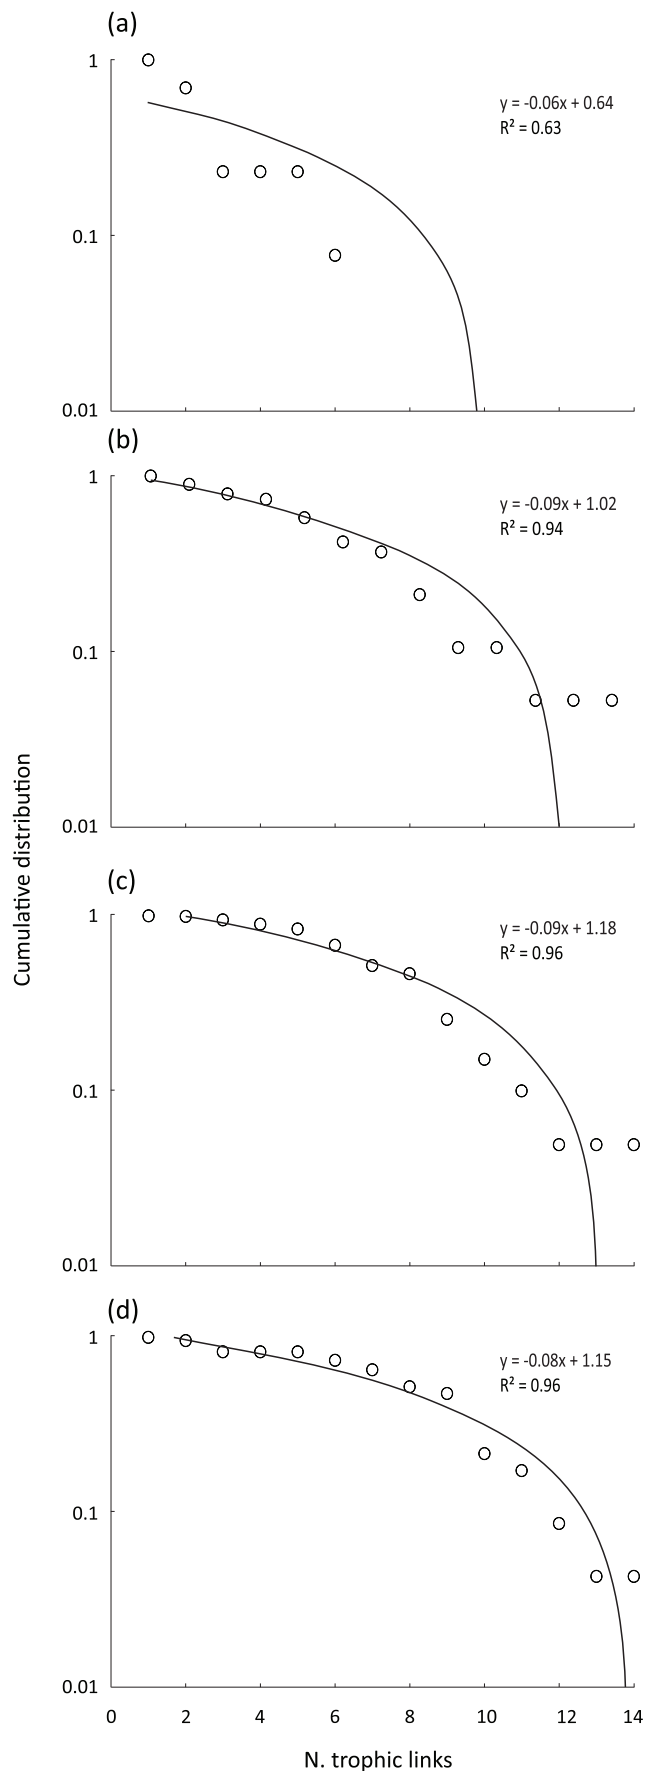 (a)
1
y = -0.06x + 0.64
R² = 0.63
0.1
0.01
(b)
1
y = -0.09x + 1.02
R² = 0.94
0.1
0.01
Cumulative distribution
(c)
1
y = -0.09x + 1.18
R² = 0.96
0.1
0.01
(d)
1
y = -0.08x + 1.15
R² = 0.96
0.1
0.01
0 2 4 6 8 10 12 14
N. trophic links